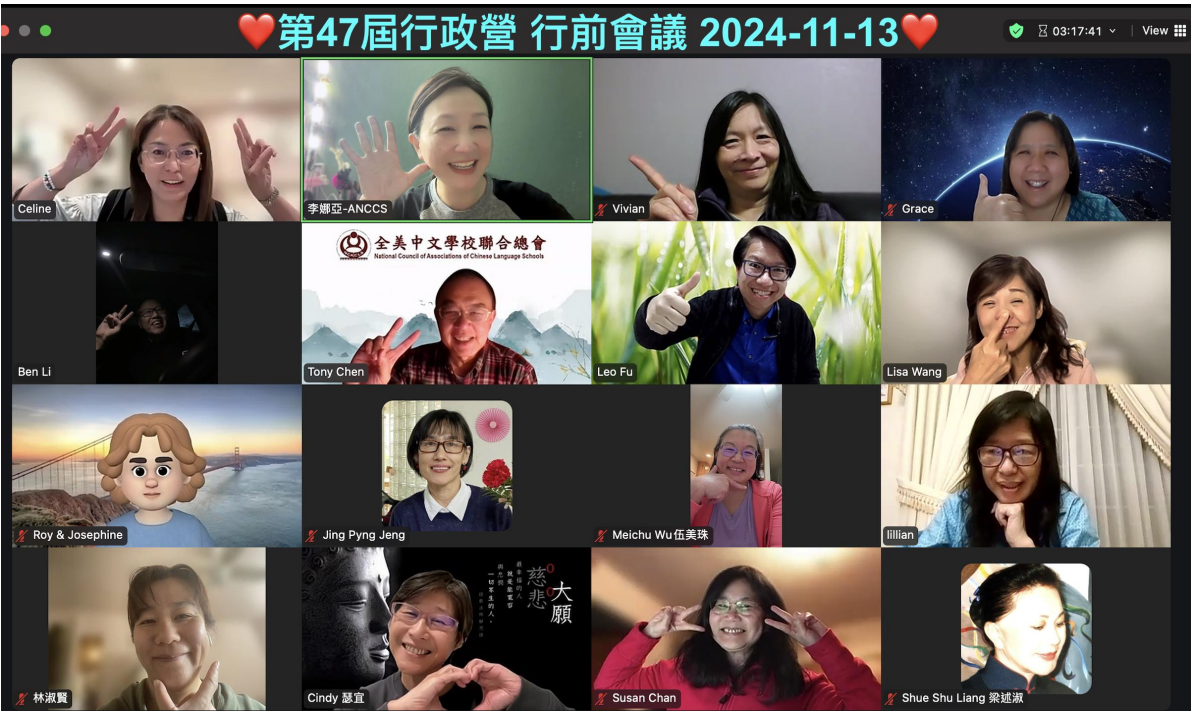 ❤️第47屆行政營 行前會議 2024-11-13❤️
03:17:41
View
Celine
李娜亞-ANCCS
Vivian
Grace
Ben Li
全美中文學校聯合總會
National Council of Associations of Chinese Language Schools
Tony Chen
Leo Fu
Lisa Wang
Roy & Josephine
Jing Pyng Jeng
Meichu Wu伍美珠
lillian
林淑賢
大願
慈悲
Cindy 瑟宜
Susan Chan
Shue Shu Liang 梁述淑